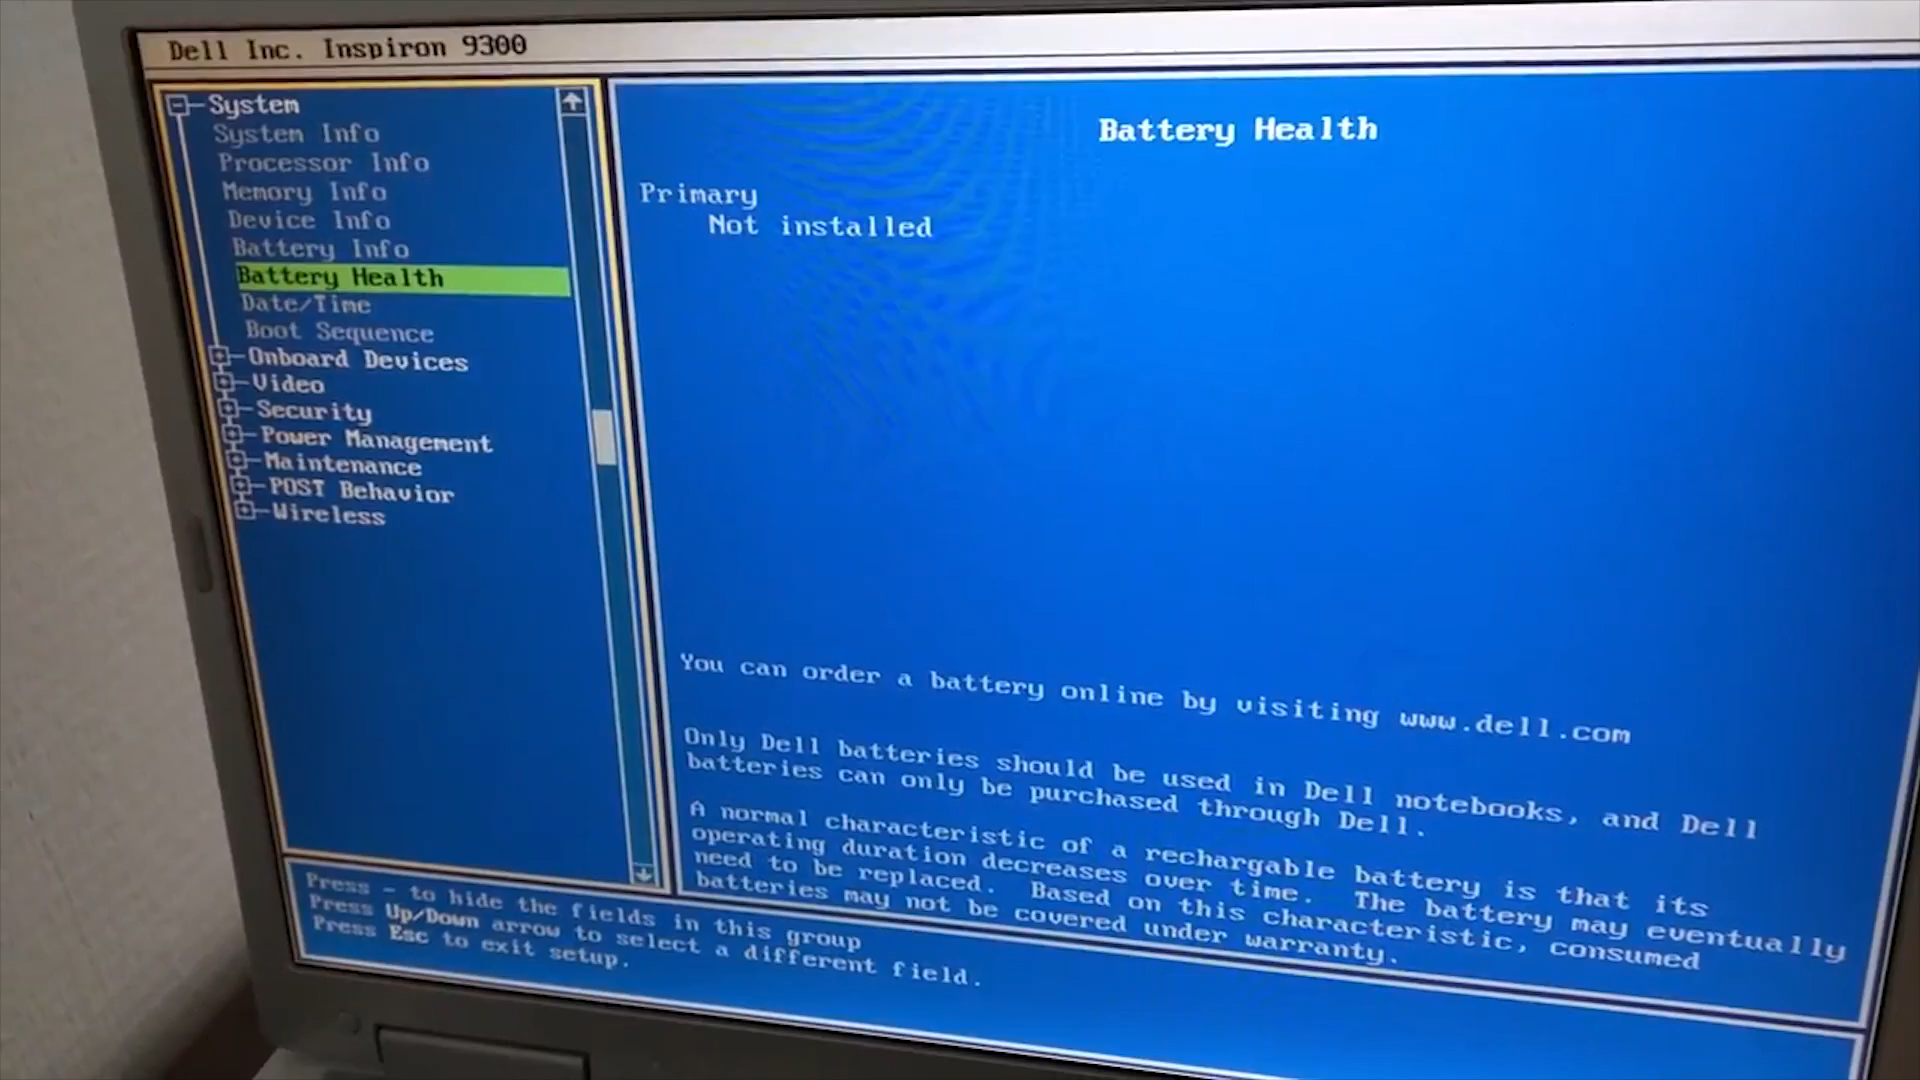 Dell Inc. Inspiron 9300
System
System Info
Processor Info
Memory Info
Device Info
Battery Info
Battery Health
Date/Time
Boot Sequence
Onboard Devices
Video
Security
Power Management
Maintenance
POST Behavior
Wireless
Battery Health
Primary
Not installed
You can order a battery online by visiting www.dell.com
Only Dell batteries should be used in Dell notebooks, and Dell
batteries can only be purchased through Dell.
A normal characteristic of a rechargable battery is that its
operating duration decreases over time. The battery may eventually
need to be replaced. Based on this characteristic, consumed
batteries may not be covered under warranty.
Press - to hide the fields in this group
Press Up/Down arrow to select a different field.
Press Esc to exit setup.